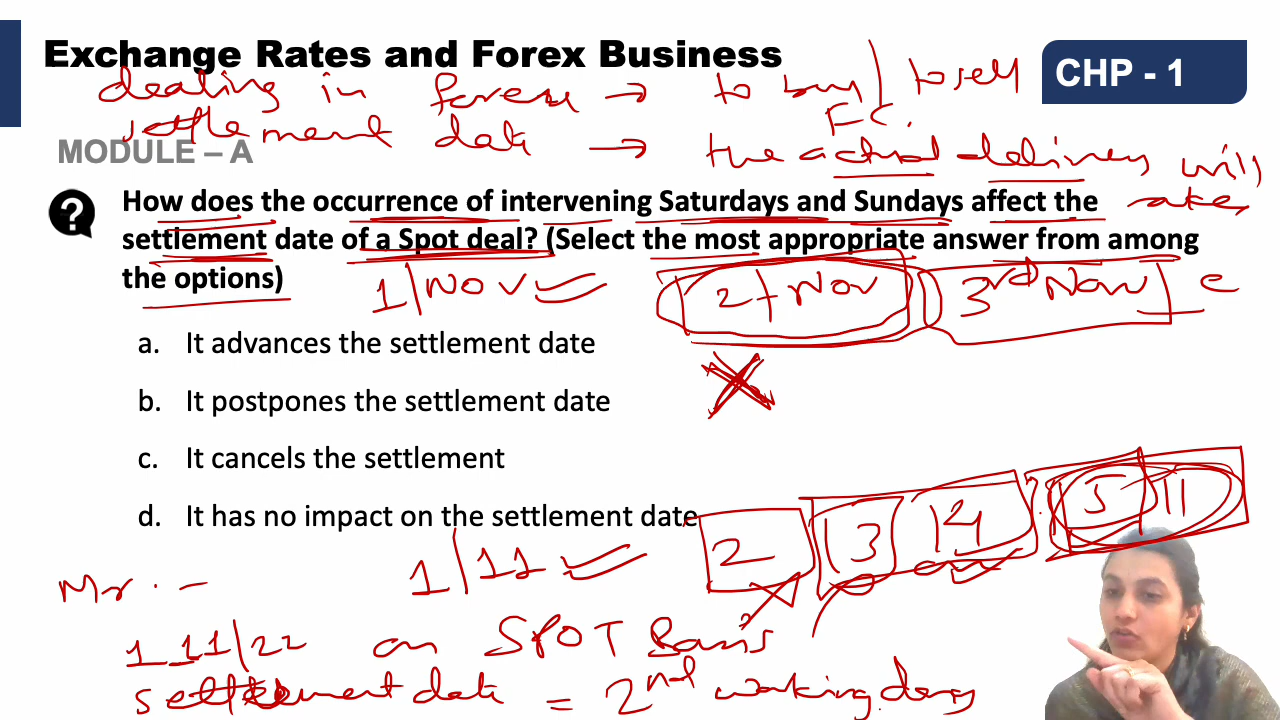 Exchange Rates and Forex Business
CHP - 1
dealing in forex → to buy / to sell
FC
settlement date → the actual delivery will
MODULE – A
takes
? How does the occurrence of intervening Saturdays and Sundays affect the
settlement date of a Spot deal? (Select the most appropriate answer from among
the options)
1/Nov 2/Nov 3rd Nov
a. It advances the settlement date
b. It postpones the settlement date
c. It cancels the settlement
d. It has no impact on the settlement date
1/11 2 3 4 5/11
Mr. -
1/11/22 on SPOT Basis
settlement date = 2nd working day